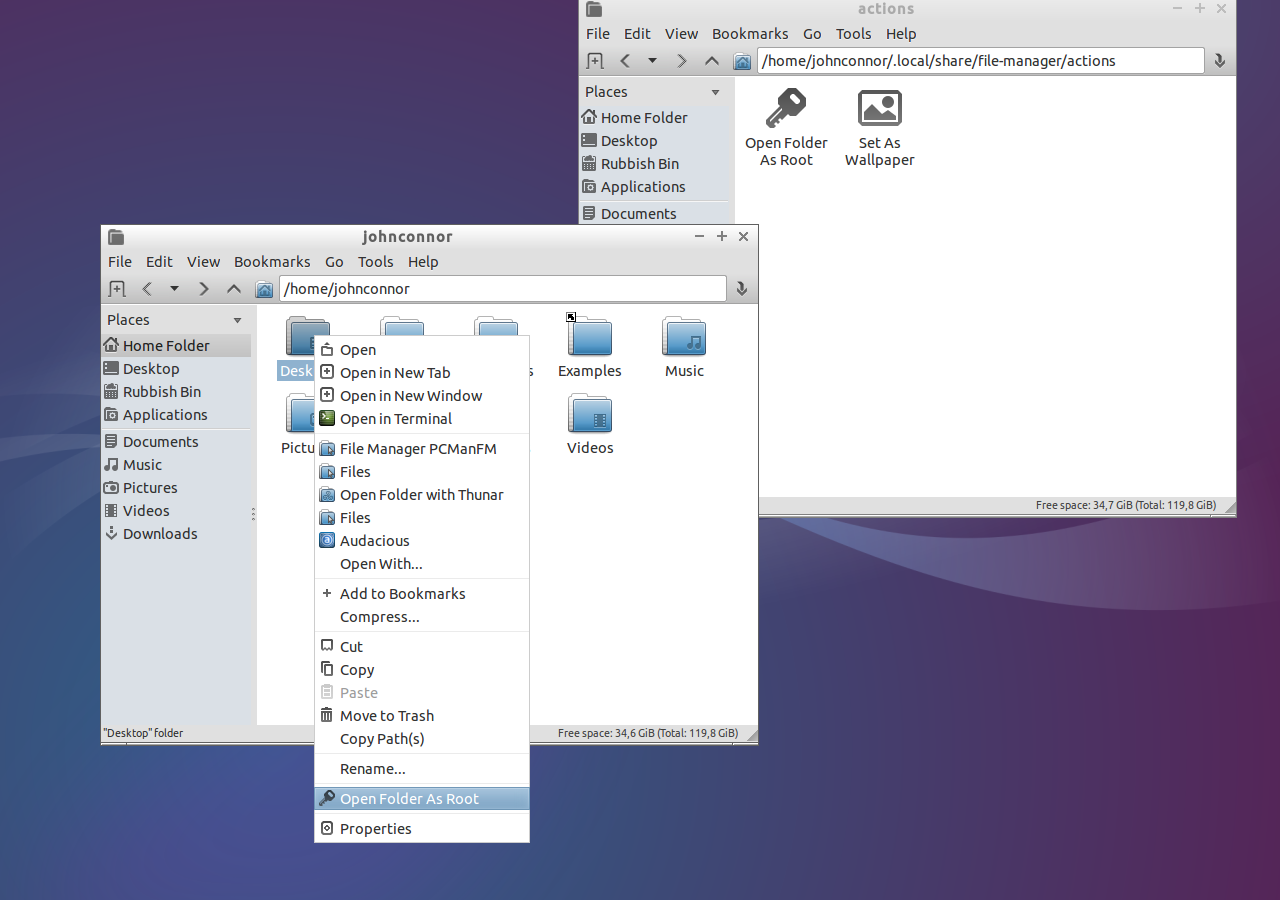 actions
File Edit View Bookmarks Go Tools Help
/home/johnconnor/.local/share/file-manager/actions
Places
Home Folder
Desktop
Rubbish Bin
Applications
Documents
Open Folder
As Root
Set As
Wallpaper
Free space: 34,7 GiB (Total: 119,8 GiB)
johnconnor
File Edit View Bookmarks Go Tools Help
/home/johnconnor
Places
Home Folder
Desktop
Rubbish Bin
Applications
Documents
Music
Pictures
Videos
Downloads
Examples
Music
Videos
Open
Open in New Tab
Open in New Window
Open in Terminal
File Manager PCManFM
Files
Open Folder with Thunar
Files
Audacious
Open With...
Add to Bookmarks
Compress...
Cut
Copy
Paste
Move to Trash
Copy Path(s)
Rename...
Open Folder As Root
Properties
"Desktop" folder
Free space: 34,6 GiB (Total: 119,8 GiB)